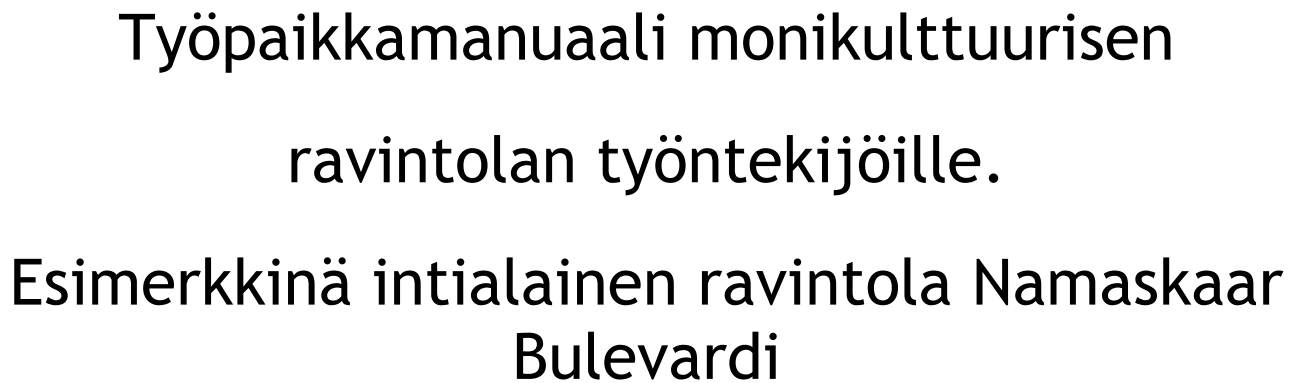 Työpaikkamanuaali monikulttuurisen
ravintolan työntekijöille.
Esimerkkinä intialainen ravintola Namaskaar
Bulevardi